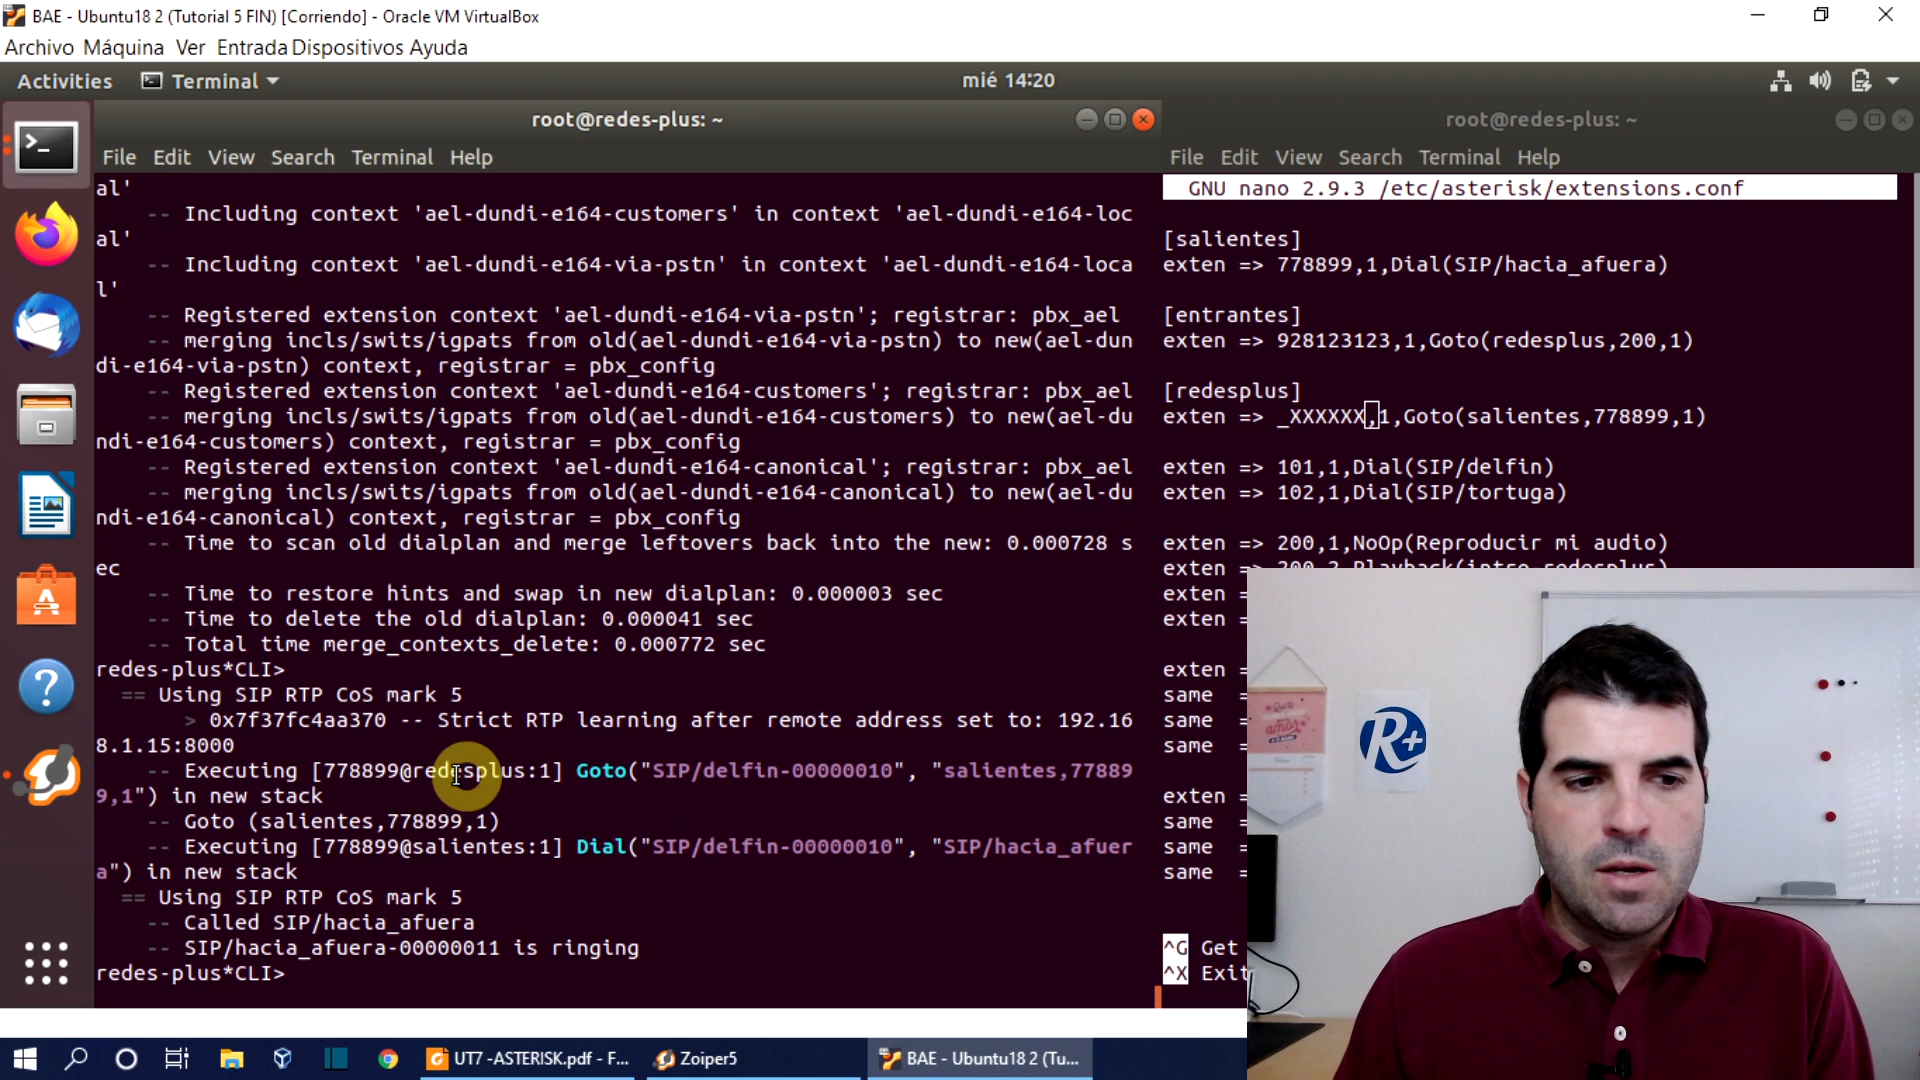 BAE - Ubuntu18 2 (Tutorial 5 FIN) [Corriendo] - Oracle VM VirtualBox
Archivo Máquina Ver Entrada Dispositivos Ayuda
Activities Terminal mié 14:20
root@redes-plus: ~
File Edit View Search Terminal Help
al'
-- Including context 'ael-dundi-e164-customers' in context 'ael-dundi-e164-loc
al'
-- Including context 'ael-dundi-e164-via-pstn' in context 'ael-dundi-e164-loca
l'
-- Registered extension context 'ael-dundi-e164-via-pstn'; registrar: pbx_ael
-- merging incls/swits/igpats from old(ael-dundi-e164-via-pstn) to new(ael-dun
di-e164-via-pstn) context, registrar = pbx_config
-- Registered extension context 'ael-dundi-e164-customers'; registrar: pbx_ael
-- merging incls/swits/igpats from old(ael-dundi-e164-customers) to new(ael-du
ndi-e164-customers) context, registrar = pbx_config
-- Registered extension context 'ael-dundi-e164-canonical'; registrar: pbx_ael
-- merging incls/swits/igpats from old(ael-dundi-e164-canonical) to new(ael-du
ndi-e164-canonical) context, registrar = pbx_config
-- Time to scan old dialplan and merge leftovers back into the new: 0.000728 s
ec
-- Time to restore hints and swap in new dialplan: 0.000003 sec
-- Time to delete the old dialplan: 0.000041 sec
-- Total time merge_contexts_delete: 0.000772 sec
redes-plus*CLI>
== Using SIP RTP CoS mark 5
> 0x7f37fc4aa370 -- Strict RTP learning after remote address set to: 192.16
8.1.15:8000
-- Executing [778899@redesplus:1] Goto("SIP/delfin-00000010", "salientes,77889
9,1") in new stack
-- Goto (salientes,778899,1)
-- Executing [778899@salientes:1] Dial("SIP/delfin-00000010", "SIP/hacia_afuer
a") in new stack
== Using SIP RTP CoS mark 5
-- Called SIP/hacia_afuera
-- SIP/hacia_afuera-00000011 is ringing
redes-plus*CLI>
root@redes-plus: ~
File Edit View Search Terminal Help
GNU nano 2.9.3 /etc/asterisk/extensions.conf
[salientes]
exten => 778899,1,Dial(SIP/hacia_afuera)
[entrantes]
exten => 928123123,1,Goto(redesplus,200,1)
[redesplus]
exten => _XXXXXX,1,Goto(salientes,778899,1)
exten => 101,1,Dial(SIP/delfin)
exten => 102,1,Dial(SIP/tortuga)
exten => 200,1,NoOp(Reproducir mi audio)
exten => 200,2,Playback(intro_redesplus)
exten =
exten =
exten =
same =
same =
same =
exten =
same =
same =
same =
^G Get
^X Exit
R+
UT7 -ASTERISK.pdf - F... Zoiper5 BAE - Ubuntu18 2 (Tu...